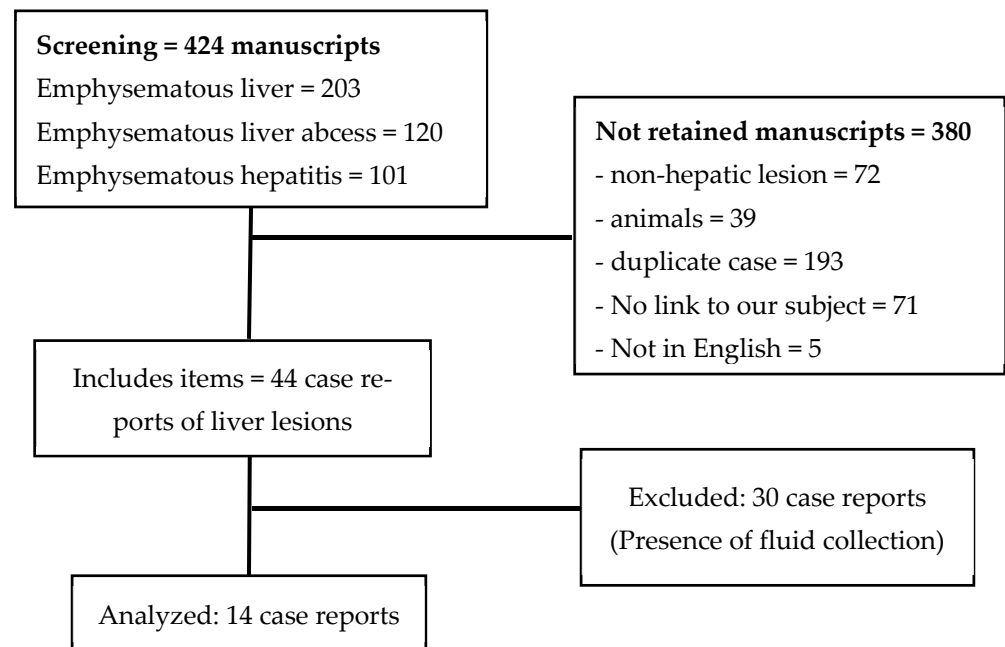 Screening = 424 manuscripts
Emphysematous liver = 203
Emphysematous liver abcess = 120
Emphysematous hepatitis = 101
Not retained manuscripts = 380
- non-hepatic lesion = 72
- animals = 39
- duplicate case = 193
- No link to our subject = 71
- Not in English = 5
Includes items = 44 case re-
ports of liver lesions
Excluded: 30 case reports
(Presence of fluid collection)
Analyzed: 14 case reports